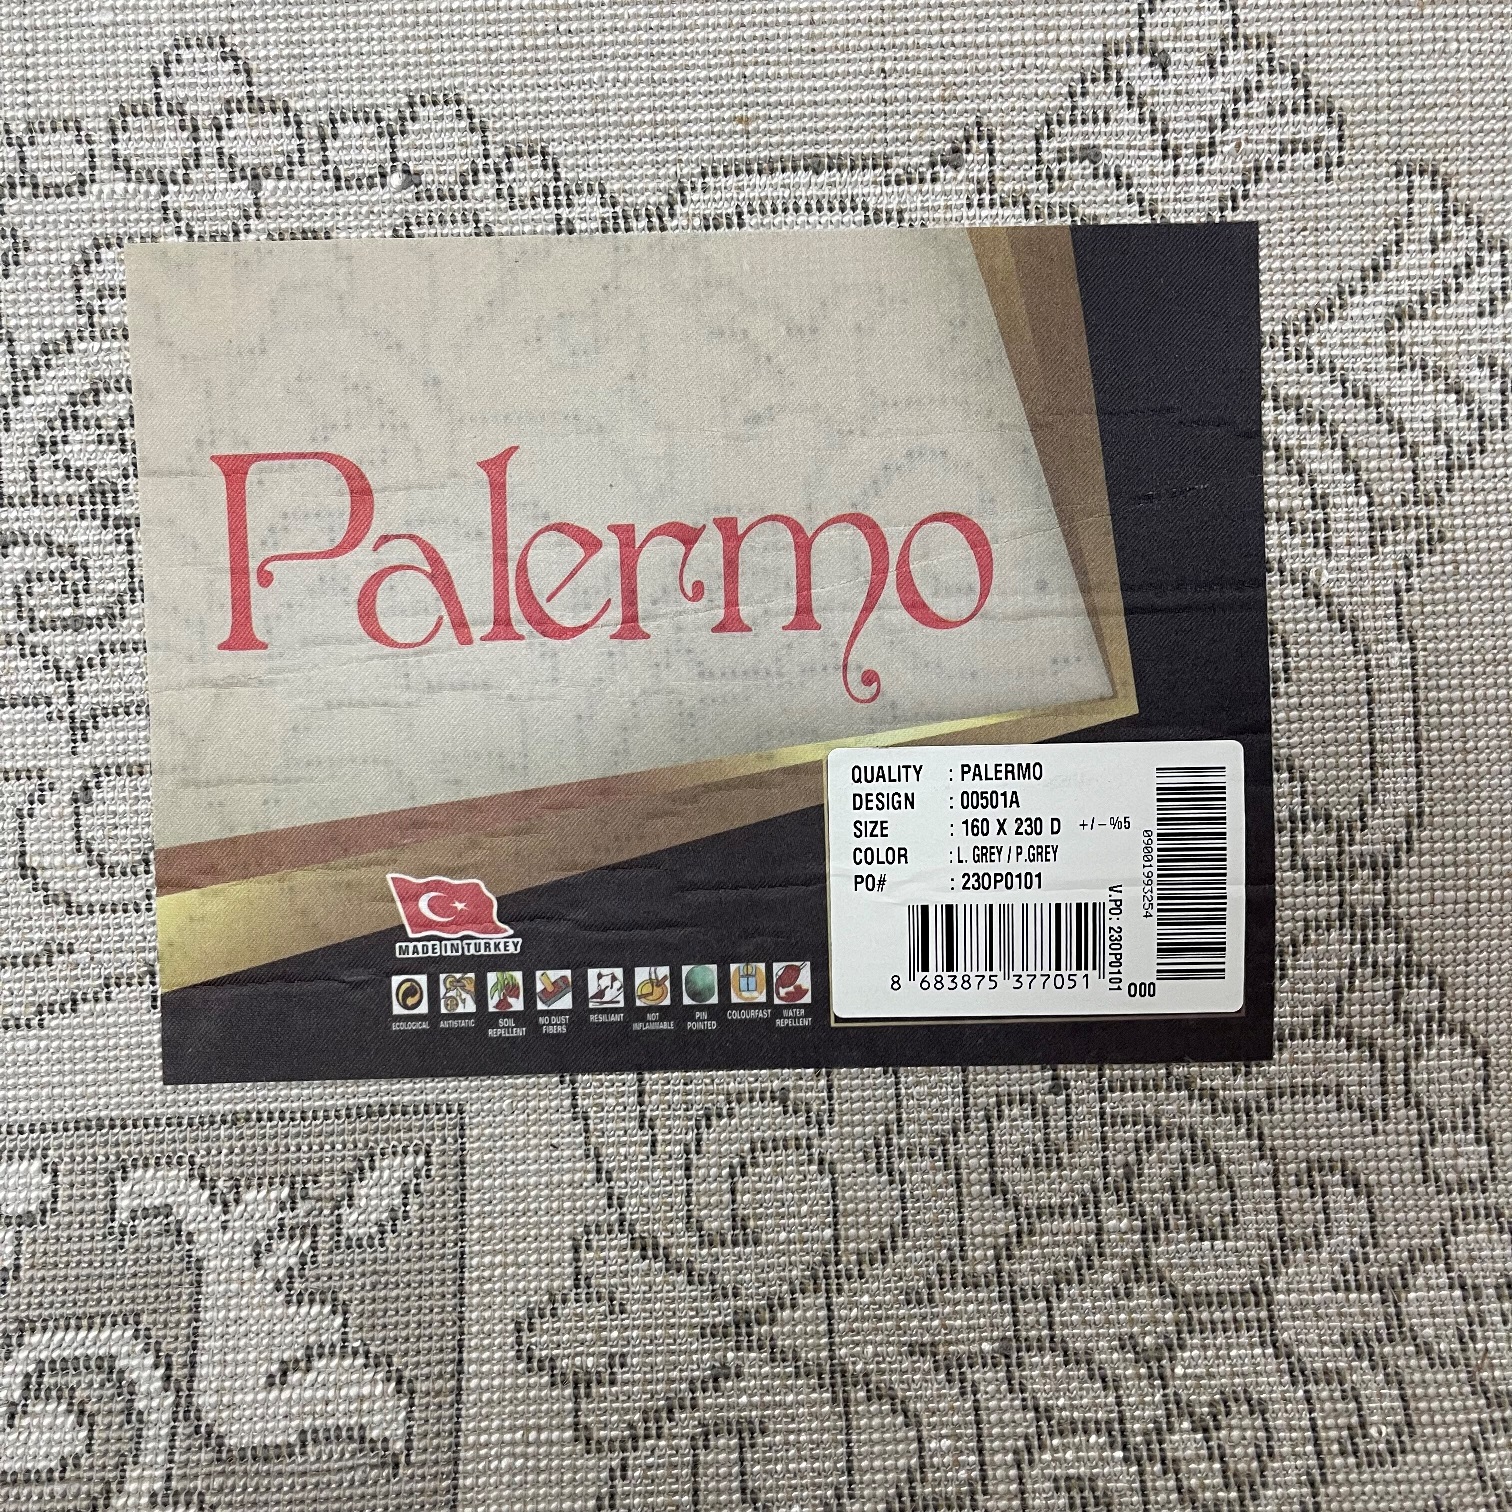 Palermo
QUALITY : PALERMO
DESIGN : 00501A
SIZE : 160 X 230 D +/-%5
COLOR : L. GREY / P.GREY
PO# : 230P0101
8 683875 377051
V.PO: 230P0101
000
09001993254
MADE IN TURKEY
ECOLOGICAL
ANTISTATIC
SOIL REPELLENT
NO DUST FIBERS
RESILIANT
NOT INFLAMMABLE
PIN POINTED
COLOURFAST
WATER REPELLENT